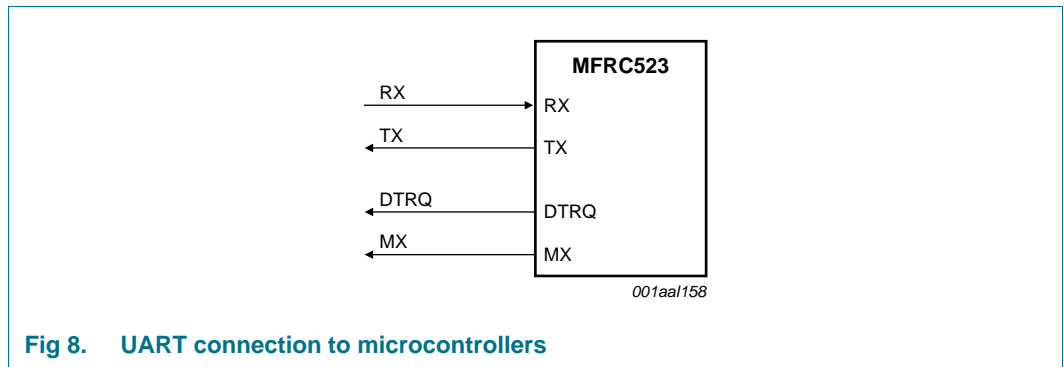 MFRC523
RX RX
TX TX
DTRQ DTRQ
MX MX
001aal158
Fig 8. UART connection to microcontrollers